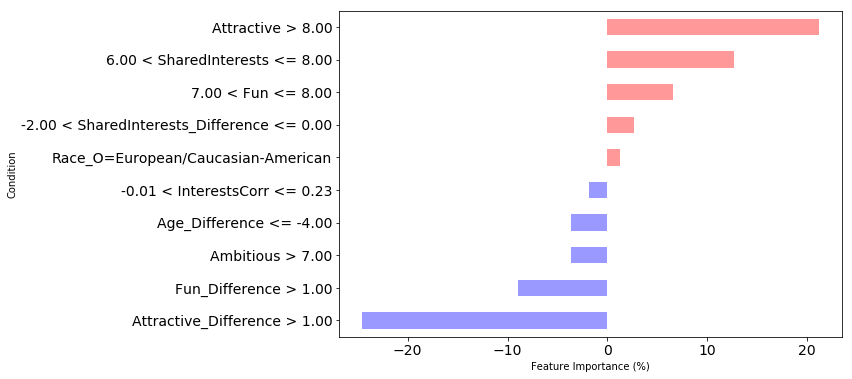 Attractive > 8.00
6.00 < SharedInterests <= 8.00
7.00 < Fun <= 8.00
-2.00 < SharedInterests_Difference <= 0.00
Race_O=European/Caucasian-American
-0.01 < InterestsCorr <= 0.23
Age_Difference <= -4.00
Ambitious > 7.00
Fun_Difference > 1.00
Attractive_Difference > 1.00
Condition
−20 −10 0 10 20
Feature Importance (%)